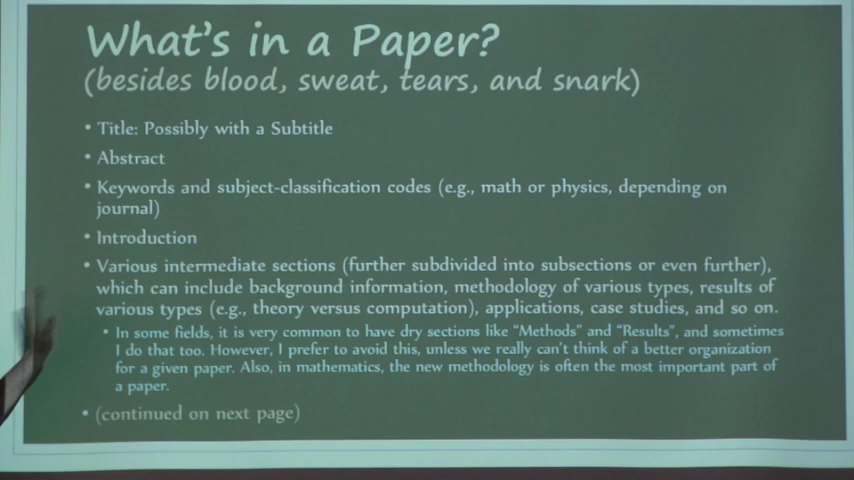 What's in a Paper?
(besides blood, sweat, tears, and snark)
• Title: Possibly with a Subtitle
• Abstract
• Keywords and subject-classification codes (e.g., math or physics, depending on
journal)
• Introduction
• Various intermediate sections (further subdivided into subsections or even further),
which can include background information, methodology of various types, results of
various types (e.g., theory versus computation), applications, case studies, and so on.
• In some fields, it is very common to have dry sections like "Methods" and "Results", and sometimes
I do that too. However, I prefer to avoid this, unless we really can't think of a better organization
for a given paper. Also, in mathematics, the new methodology is often the most important part of
a paper.
• (continued on next page)